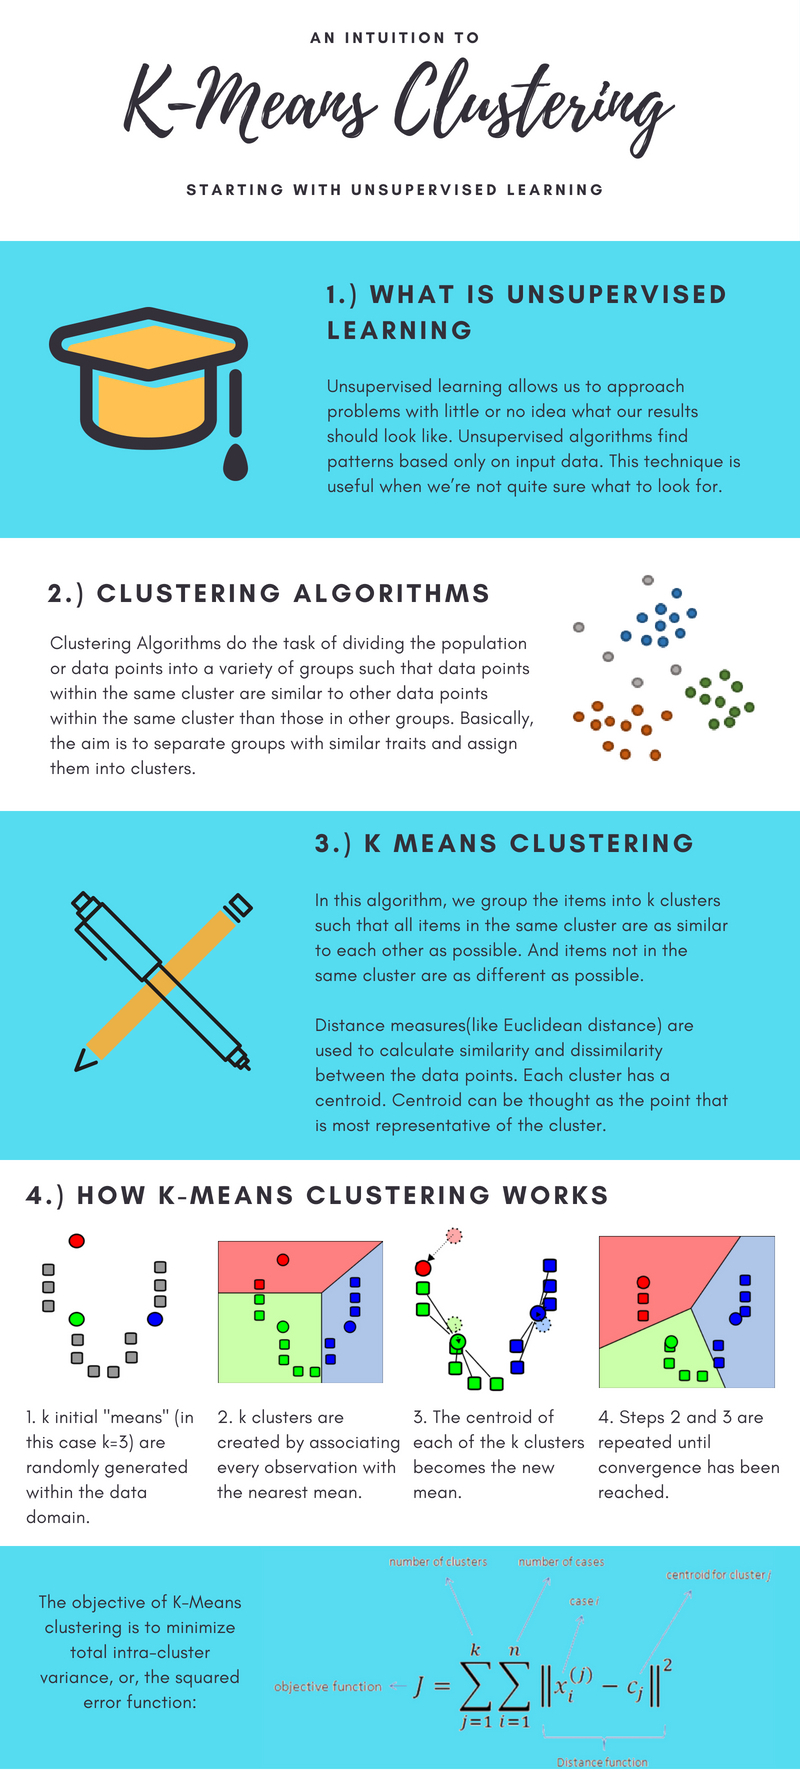 AN INTUITION TO
K-Means Clustering
STARTING WITH UNSUPERVISED LEARNING
1.) WHAT IS UNSUPERVISED
LEARNING
Unsupervised learning allows us to approach
problems with little or no idea what our results
should look like. Unsupervised algorithms find
patterns based only on input data. This technique is
useful when we're not quite sure what to look for.
2.) CLUSTERING ALGORITHMS
Clustering Algorithms do the task of dividing the population
or data points into a variety of groups such that data points
within the same cluster are similar to other data points
within the same cluster than those in other groups. Basically,
the aim is to separate groups with similar traits and assign
them into clusters.
3.) K MEANS CLUSTERING
In this algorithm, we group the items into k clusters
such that all items in the same cluster are as similar
to each other as possible. And items not in the
same cluster are as different as possible.
Distance measures(like Euclidean distance) are
used to calculate similarity and dissimilarity
between the data points. Each cluster has a
centroid. Centroid can be thought as the point that
is most representative of the cluster.
4.) HOW K-MEANS CLUSTERING WORKS
1. k initial "means" (in
this case k=3) are
randomly generated
within the data
domain.
2. k clusters are
created by associating
every observation with
the nearest mean.
3. The centroid of
each of the k clusters
becomes the new
mean.
4. Steps 2 and 3 are
repeated until
convergence has been
reached.
The objective of K-Means
clustering is to minimize
total intra-cluster
variance, or, the squared
error function:
number of clusters
number of cases
centroid for cluster j
case i
objective function ← J = ∑_{j=1}^{k} ∑_{i=1}^{n} ‖x_i^{(j)} − c_j‖²
Distance function